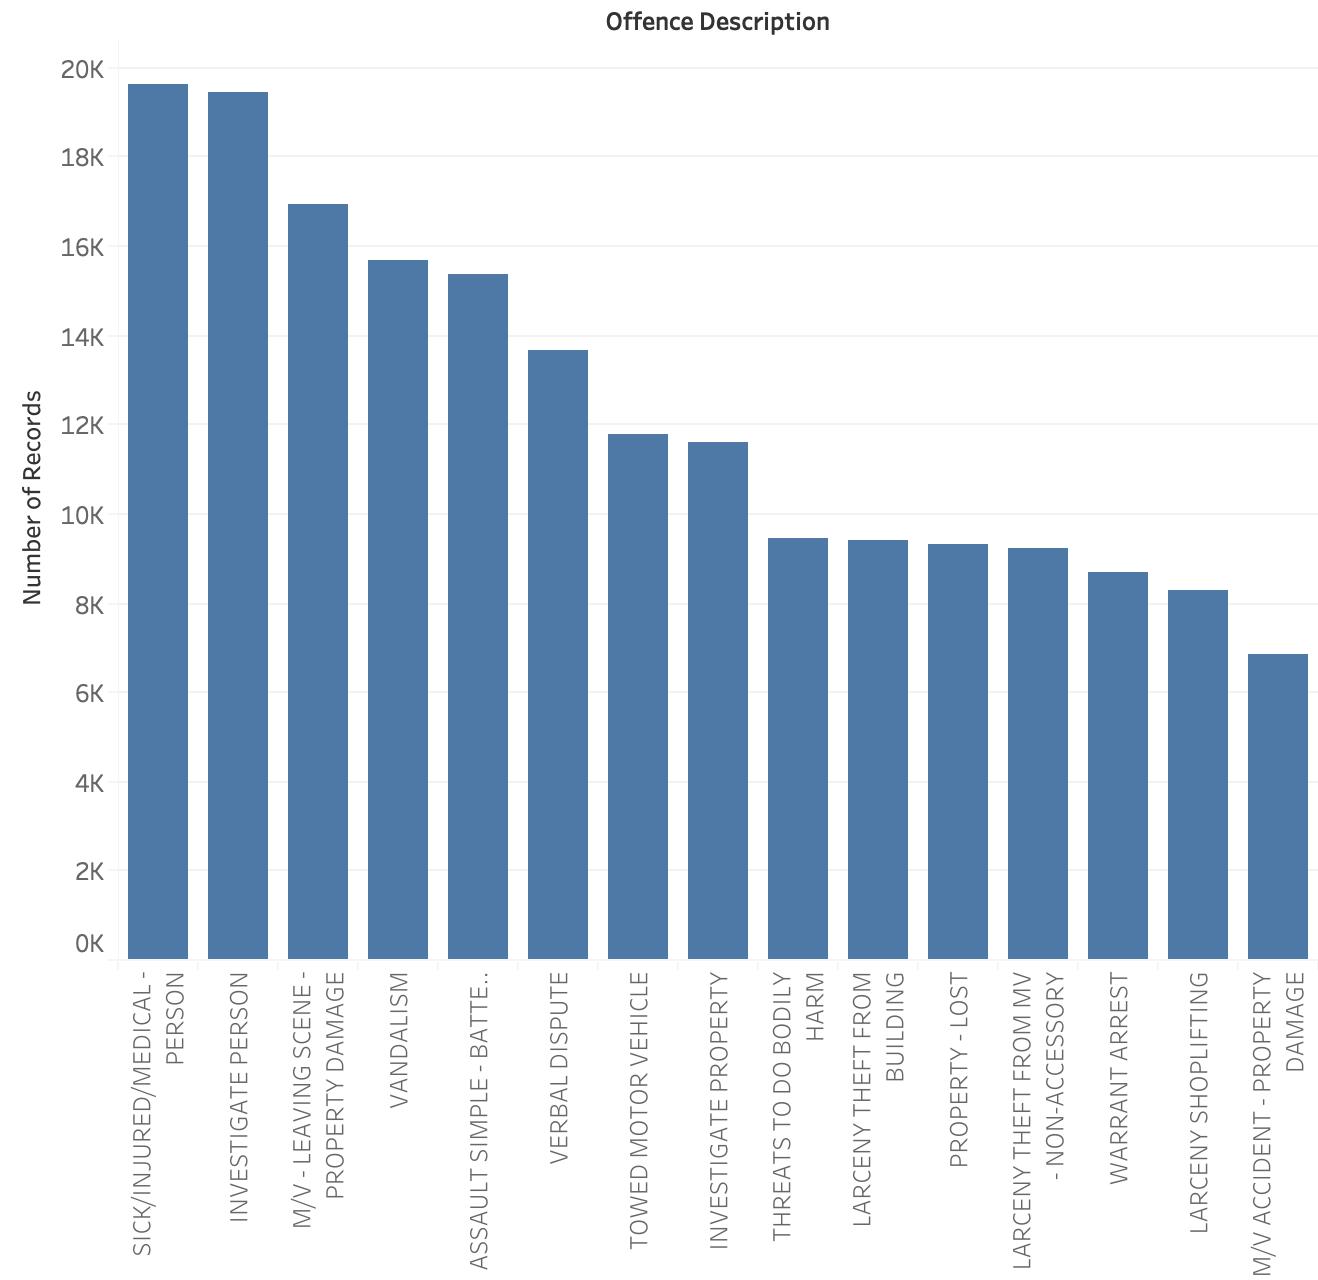 Offence Description
Number of Records
20K
18K
16K
14K
12K
10K
8K
6K
4K
2K
0K
SICK/INJURED/MEDICAL -
PERSON
INVESTIGATE PERSON
M/V - LEAVING SCENE -
PROPERTY DAMAGE
VANDALISM
ASSAULT SIMPLE - BATTE..
VERBAL DISPUTE
TOWED MOTOR VEHICLE
INVESTIGATE PROPERTY
THREATS TO DO BODILY
HARM
LARCENY THEFT FROM
BUILDING
PROPERTY - LOST
LARCENY THEFT FROM MV
- NON-ACCESSORY
WARRANT ARREST
LARCENY SHOPLIFTING
M/V ACCIDENT - PROPERTY
DAMAGE